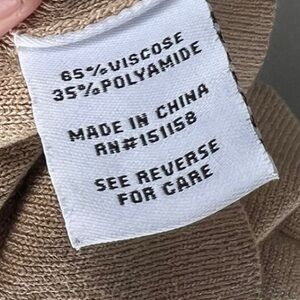 65%VISCOSE
35%POLYAMIDE
MADE IN CHINA
RN#151158
SEE REVERSE
FOR CARE